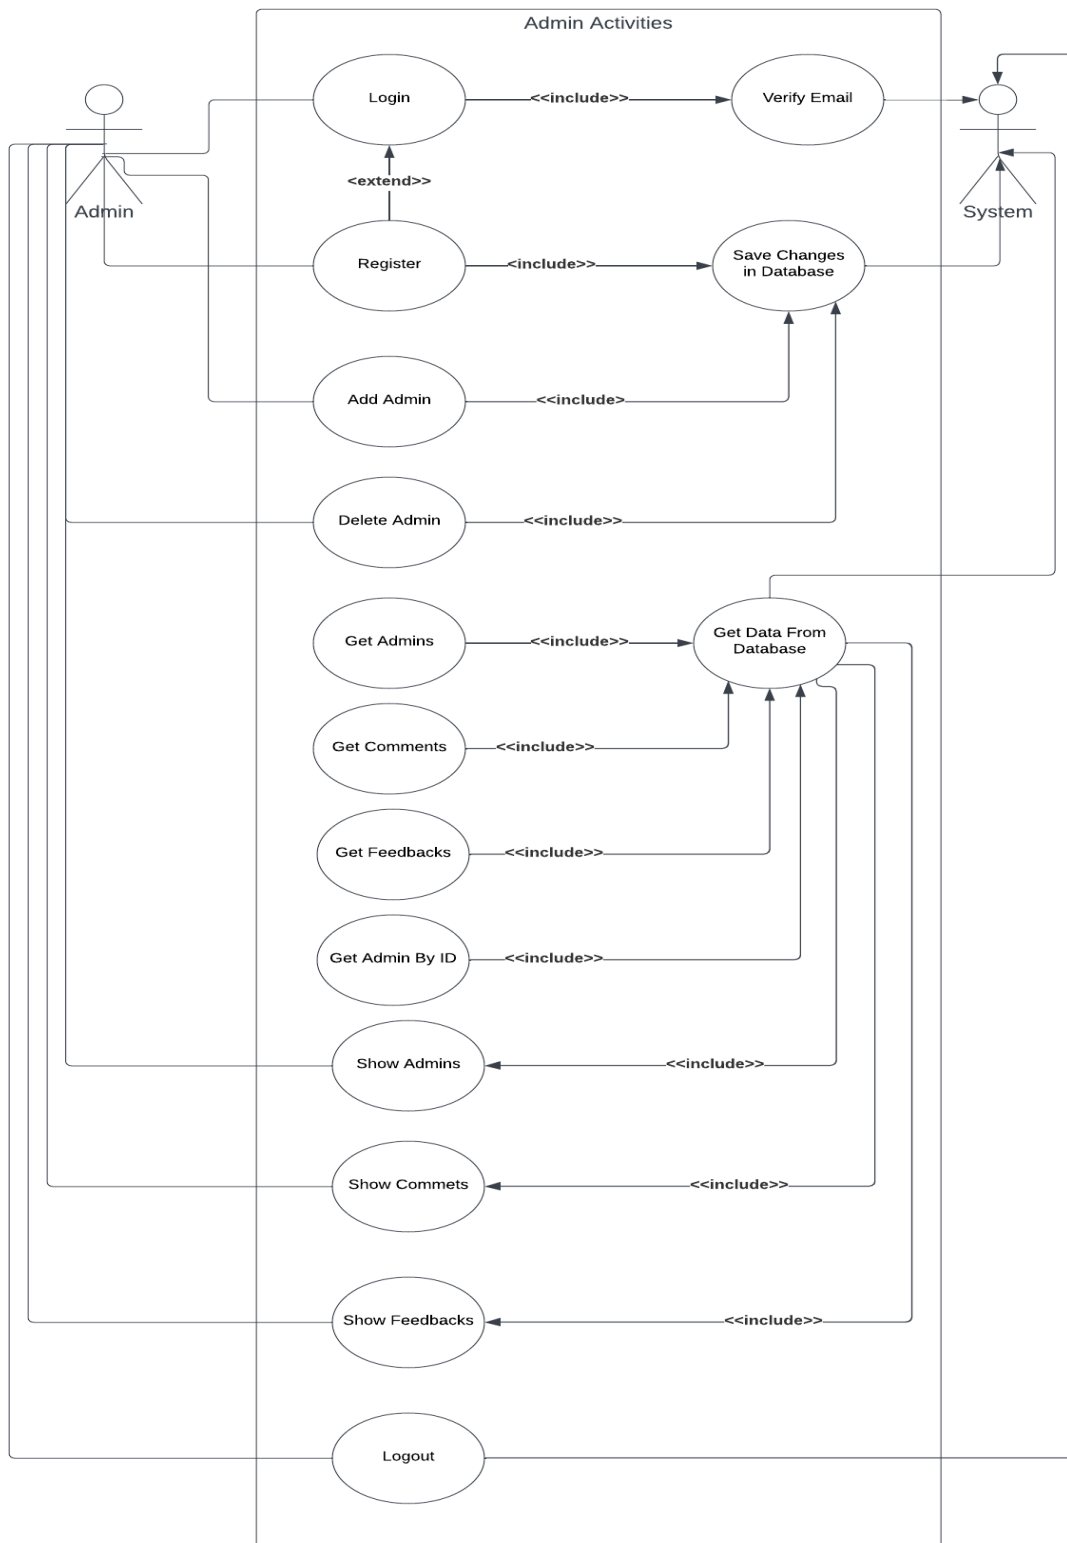 Admin Activities
Login
<<include>>
Verify Email
<extend>>
Admin
System
Register
<include>>
Save Changes
in Database
Add Admin
<<include>
Delete Admin
<<include>>
Get Admins
<<include>>
Get Data From
Database
Get Comments
<<include>>
Get Feedbacks
<<include>>
Get Admin By ID
<<include>>
Show Admins
<<include>>
Show Commets
<<include>>
Show Feedbacks
<<include>>
Logout